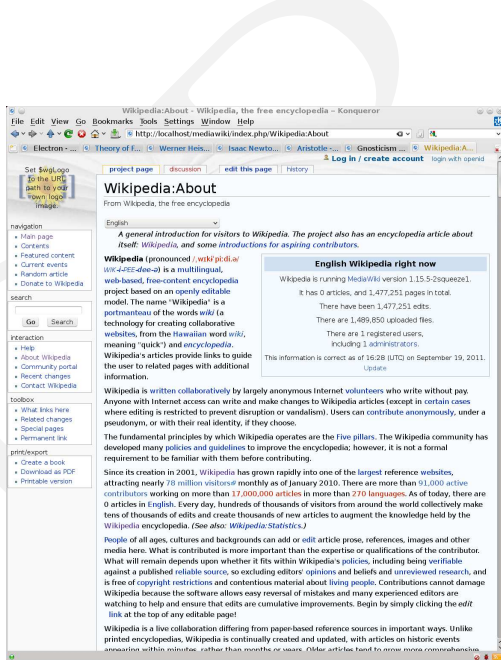 Wikipedia:About - Wikipedia, the free encyclopedia – Konqueror
File Edit View Go Bookmarks Tools Settings Window Help
http://localhost/mediawiki/index.php/Wikipedia:About
Electron - ... Theory of F... Werner Heis... Isaac Newto... Aristotle -... Gnosticism ... Wikipedia:A...
Log in / create account login with openid
project page discussion edit this page history
Set $wgLogo
to the URL
path to your
own logo
image.
Wikipedia:About
From Wikipedia, the free encyclopedia
English
A general introduction for visitors to Wikipedia. The project also has an encyclopedia article about
itself: Wikipedia, and some introductions for aspiring contributors.
navigation
Main page
Contents
Featured content
Current events
Random article
Donate to Wikipedia
search
Go Search
interaction
Help
About Wikipedia
Community portal
Recent changes
Contact Wikipedia
toolbox
What links here
Related changes
Special pages
Permanent link
print/export
Create a book
Download as PDF
Printable version
Wikipedia (pronounced /ˌwɪkiˈpiːdi.ə/
WIK-i-PEE-dee-ə) is a multilingual,
web-based, free-content encyclopedia
project based on an openly editable
model. The name "Wikipedia" is a
portmanteau of the words wiki (a
technology for creating collaborative
websites, from the Hawaiian word wiki,
meaning "quick") and encyclopedia.
Wikipedia's articles provide links to guide
the user to related pages with additional
information.
English Wikipedia right now
Wikipedia is running MediaWiki version 1.15.5-2squeeze1.
It has 0 articles, and 1,477,251 pages in total.
There have been 1,477,251 edits.
There are 1,489,850 uploaded files.
There are 1 registered users,
including 1 administrators.
This information is correct as of 16:28 (UTC) on September 19, 2011.
Update
Wikipedia is written collaboratively by largely anonymous Internet volunteers who write without pay.
Anyone with Internet access can write and make changes to Wikipedia articles (except in certain cases
where editing is restricted to prevent disruption or vandalism). Users can contribute anonymously, under a
pseudonym, or with their real identity, if they choose.
The fundamental principles by which Wikipedia operates are the Five pillars. The Wikipedia community has
developed many policies and guidelines to improve the encyclopedia; however, it is not a formal
requirement to be familiar with them before contributing.
Since its creation in 2001, Wikipedia has grown rapidly into one of the largest reference websites,
attracting nearly 78 million visitors monthly as of January 2010. There are more than 91,000 active
contributors working on more than 17,000,000 articles in more than 270 languages. As of today, there are
0 articles in English. Every day, hundreds of thousands of visitors from around the world collectively make
tens of thousands of edits and create thousands of new articles to augment the knowledge held by the
Wikipedia encyclopedia. (See also: Wikipedia:Statistics.)
People of all ages, cultures and backgrounds can add or edit article prose, references, images and other
media here. What is contributed is more important than the expertise or qualifications of the contributor.
What will remain depends upon whether it fits within Wikipedia's policies, including being verifiable
against a published reliable source, so excluding editors' opinions and beliefs and unreviewed research, and
is free of copyright restrictions and contentious material about living people. Contributions cannot damage
Wikipedia because the software allows easy reversal of mistakes and many experienced editors are
watching to help and ensure that edits are cumulative improvements. Begin by simply clicking the edit
link at the top of any editable page!
Wikipedia is a live collaboration differing from paper-based reference sources in important ways. Unlike
printed encyclopedias, Wikipedia is continually created and updated, with articles on historic events
appearing within minutes, rather than months or years. Older articles tend to grow more comprehensive